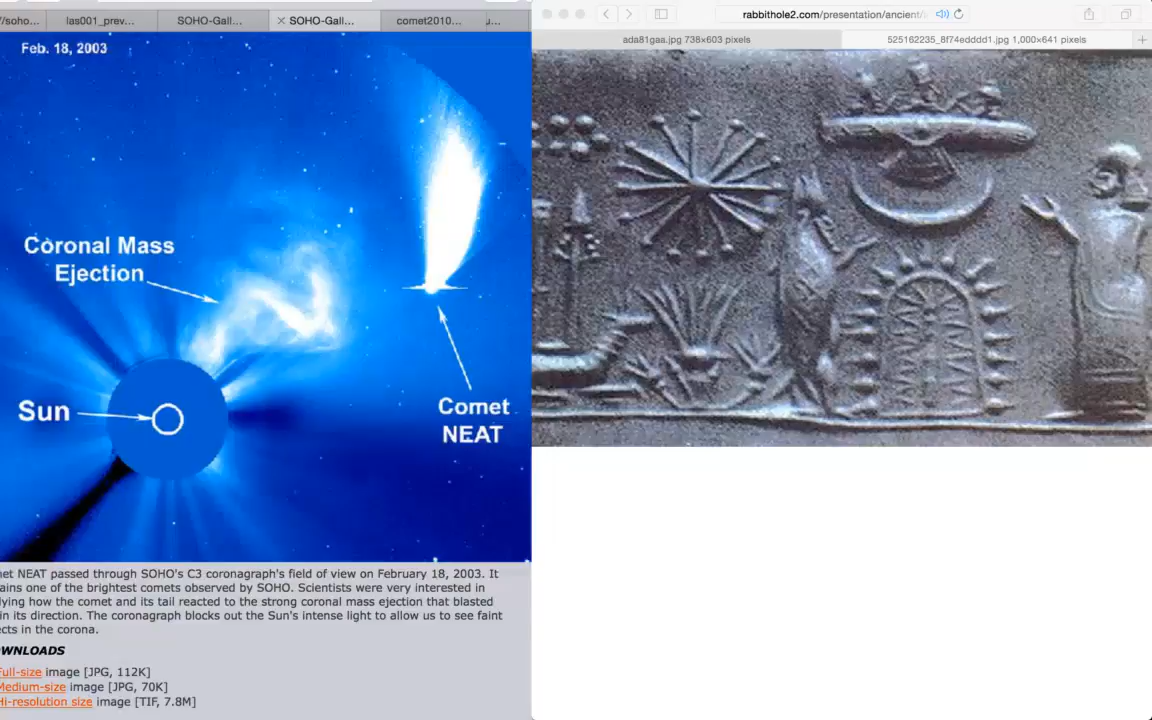 //soho...
las001_prev...
SOHO-Gall...
SOHO-Gall...
comet2010...
rabbithole2.com/presentation/ancient/
ada81gaa.jpg 738×603 pixels
525162235_8f74edddd1.jpg 1,000×641 pixels
Feb. 18, 2003
Coronal Mass
Ejection
Sun
Comet
NEAT
et NEAT passed through SOHO's C3 coronagraph's field of view on February 18, 2003. It
ains one of the brightest comets observed by SOHO. Scientists were very interested in
lying how the comet and its tail reacted to the strong coronal mass ejection that blasted
in its direction. The coronagraph blocks out the Sun's intense light to allow us to see faint
ects in the corona.
WNLOADS
Full-size image [JPG, 112K]
Medium-size image [JPG, 70K]
Hi-resolution size image [TIF, 7.8M]